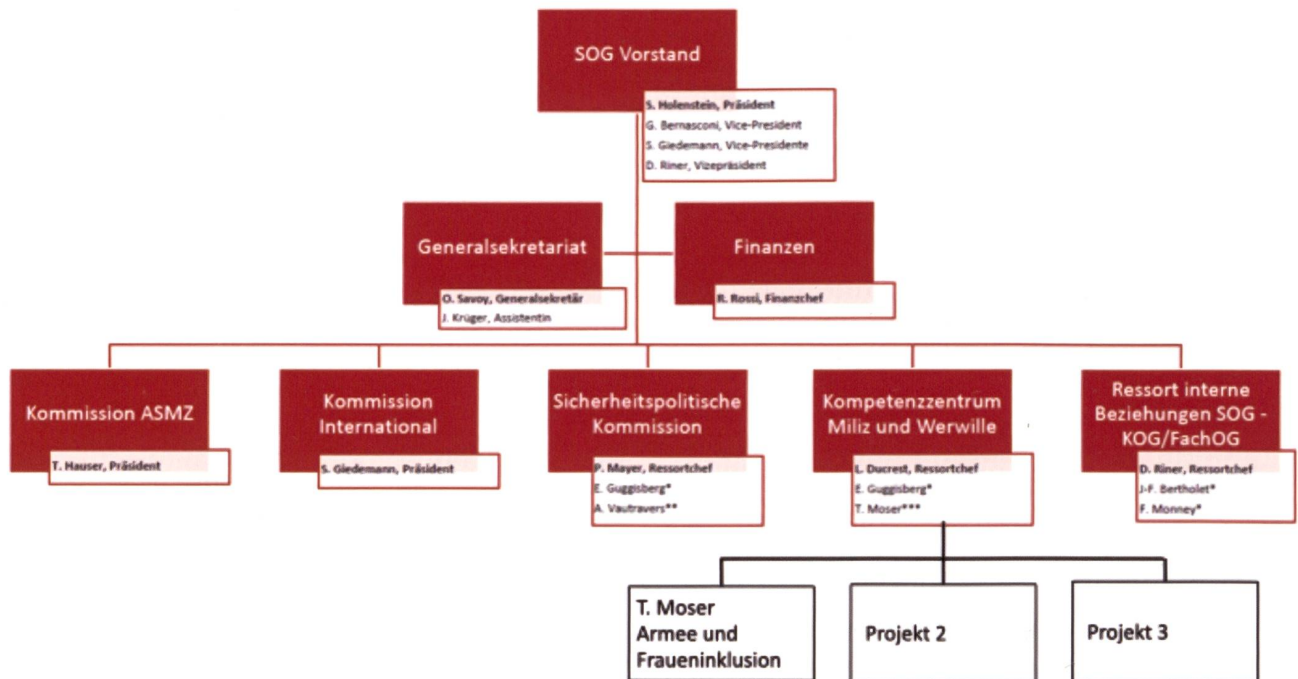 SOG Vorstand
S. Holenstein, Präsident
G. Bernasconi, Vice-President
S. Giedemann, Vice-Presidente
D. Riner, Vizepräsident
Generalsekretariat
O. Savoy, Generalsekretär
J. Krüger, Assistentin
Finanzen
R. Rossi, Finanzchef
Kommission ASMZ
T. Hauser, Präsident
Kommission
International
S. Giedemann, Präsident
Sicherheitspolitische
Kommission
P. Mayer, Ressortchef
E. Guggisberg*
A. Vautravers**
Kompetenzzentrum
Miliz und Werwille
L. Ducrest, Ressortchef
E. Guggisberg*
T. Moser***
Ressort interne
Beziehungen SOG -
KOG/FachOG
D. Riner, Ressortchef
J-F. Bertholet*
F. Monney*
T. Moser
Armee und
Fraueninklusion
Projekt 2
Projekt 3